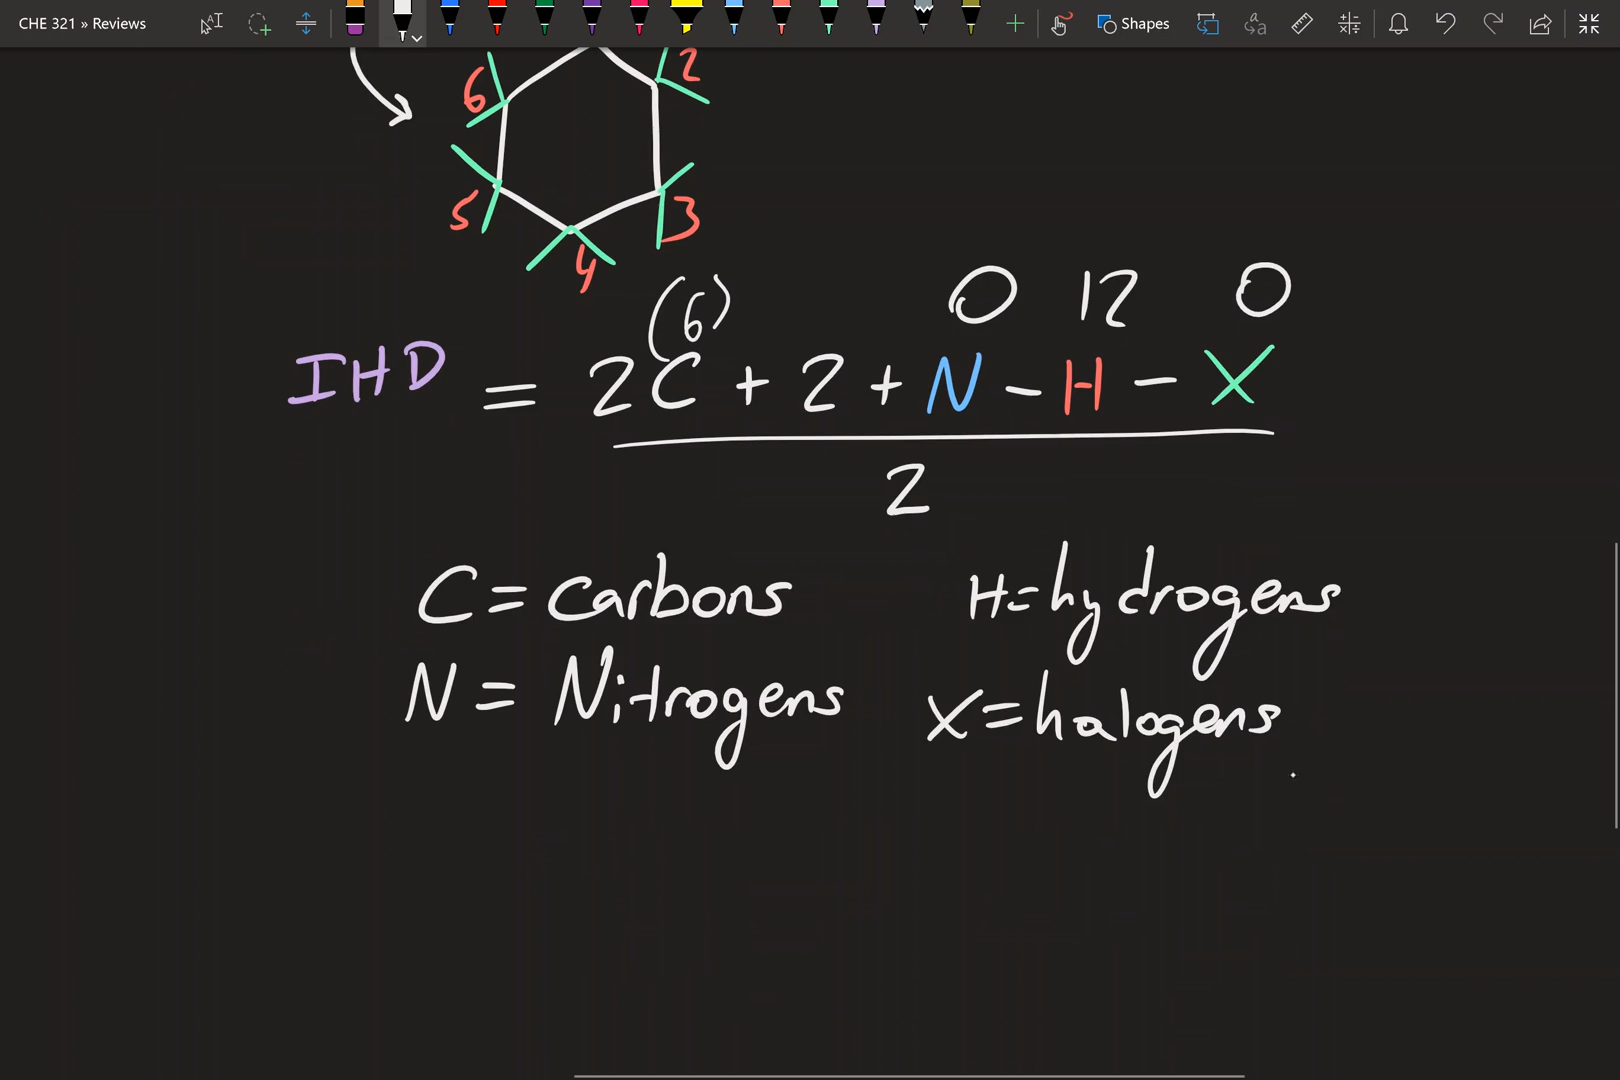 CHE 321 » Reviews
Shapes
6 2
5 3
4
(6) 0 12 0
IHD = 2C + 2 + N - H - X
2
C = Carbons H = hydrogens
N = Nitrogens X = halogens